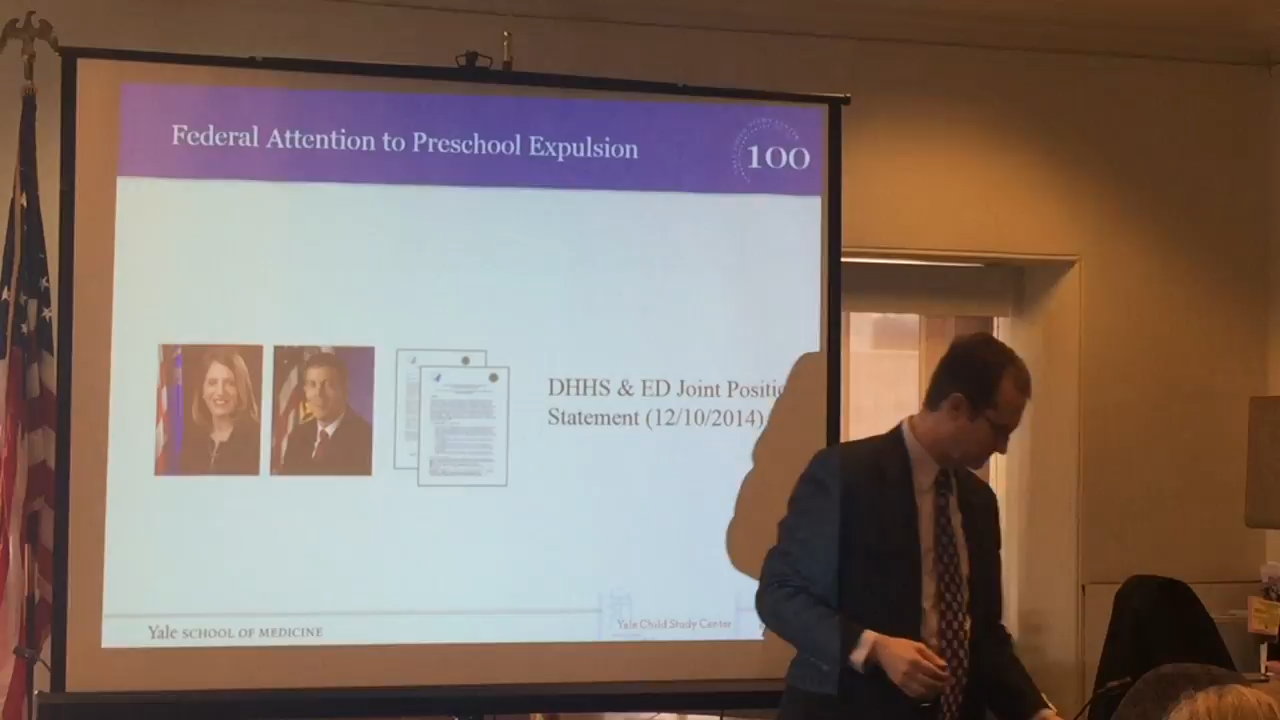 Federal Attention to Preschool Expulsion
100
DHHS & ED Joint Positi
Statement (12/10/2014)
Yale SCHOOL OF MEDICINE
Yale Child Study Center